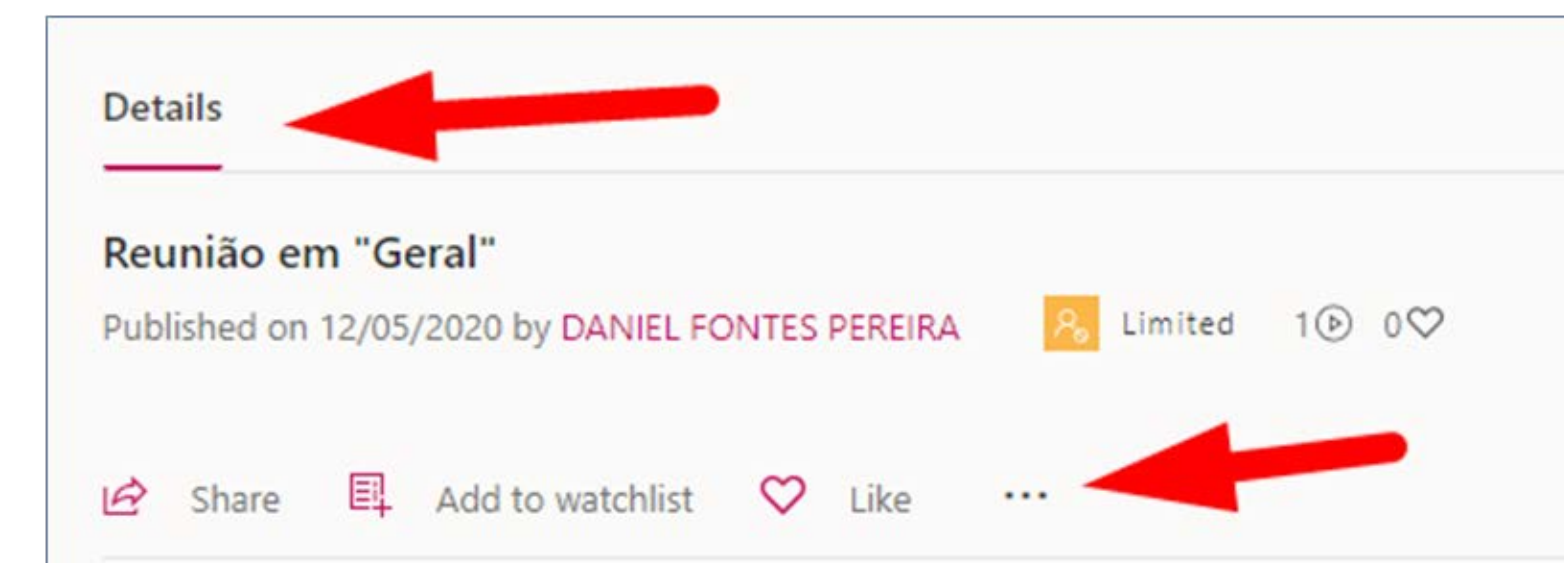 Details
Reunião em "Geral"
Published on 12/05/2020 by DANIEL FONTES PEREIRA Limited 1 0
Share Add to watchlist Like ...